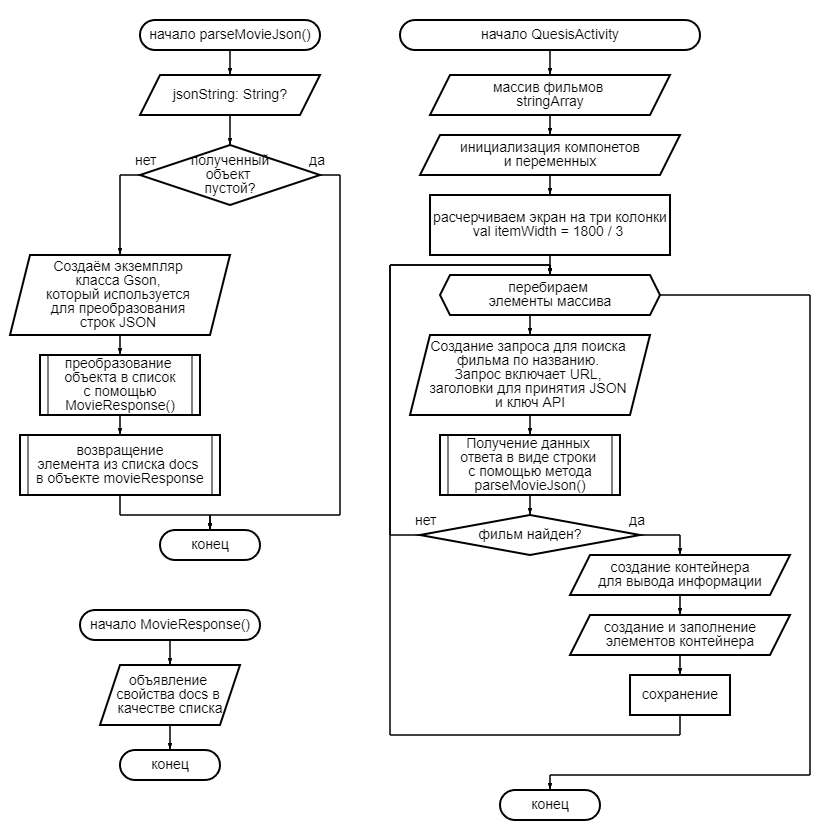 начало parseMovieJson()
jsonString: String?
полученный
объект
пустой?
нет
да
Создаём экземпляр
класса Gson,
который используется
для преобразования
строк JSON
преобразование
объекта в список
с помощью
MovieResponse()
возвращение
элемента из списка docs
в объекте movieResponse
конец
начало MovieResponse()
объявление
свойства docs в
качестве списка
конец
начало QuesisActivity
массив фильмов
stringArray
инициализация компонетов
и переменных
расчерчиваем экран на три колонки
val itemWidth = 1800 / 3
перебираем
элементы массива
Создание запроса для поиска
фильма по названию.
Запрос включает URL,
заголовки для принятия JSON
и ключ API
Получение данных
ответа в виде строки
с помощью метода
parseMovieJson()
нет
фильм найден?
да
создание контейнера
для вывода информации
создание и заполнение
элементов контейнера
сохранение
конец